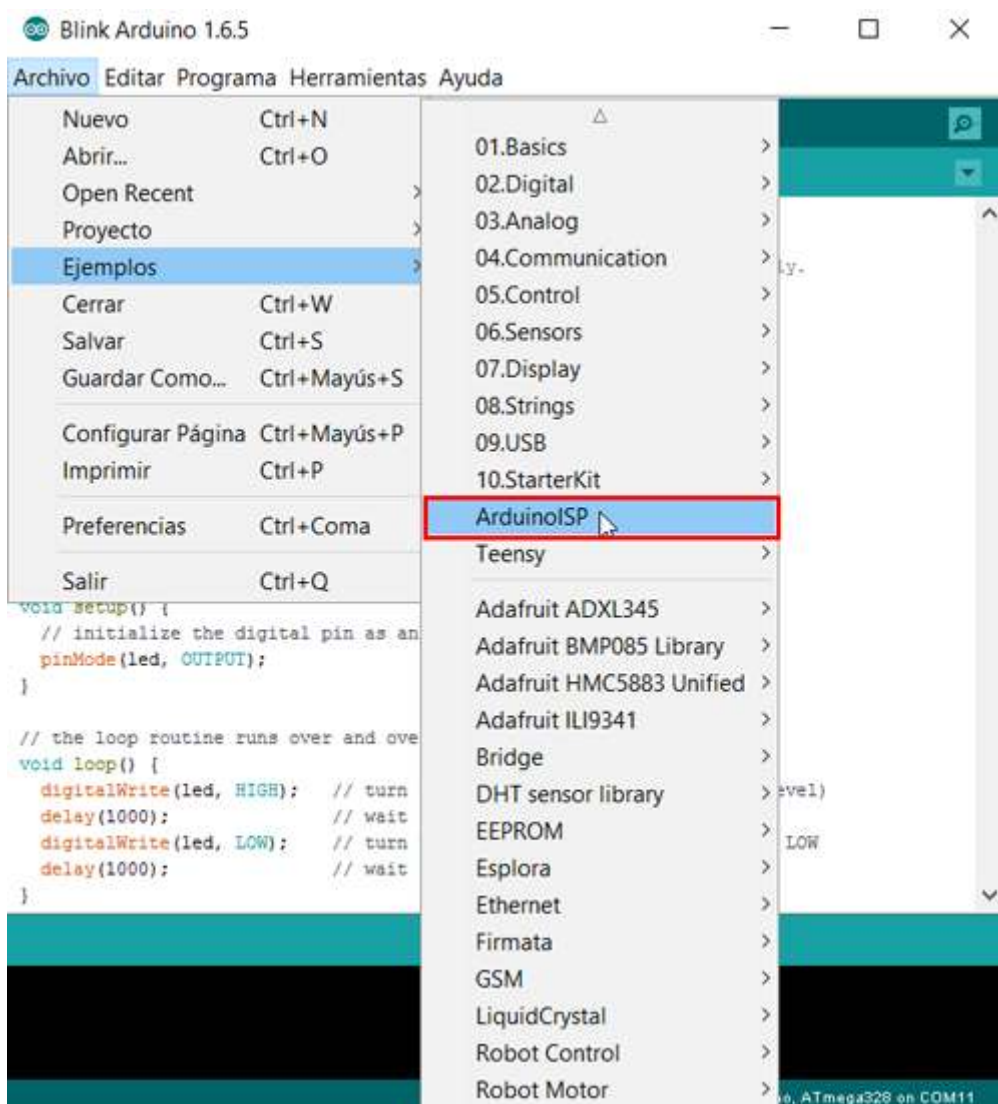 Blink Arduino 1.6.5
Archivo Editar Programa Herramientas Ayuda
Nuevo Ctrl+N
Abrir... Ctrl+O
Open Recent
Proyecto
Ejemplos
Cerrar Ctrl+W
Salvar Ctrl+S
Guardar Como... Ctrl+Mayús+S
Configurar Página Ctrl+Mayús+P
Imprimir Ctrl+P
Preferencias Ctrl+Coma
Salir Ctrl+Q
01.Basics
02.Digital
03.Analog
04.Communication
05.Control
06.Sensors
07.Display
08.Strings
09.USB
10.StarterKit
ArduinoISP
Teensy
Adafruit ADXL345
Adafruit BMP085 Library
Adafruit HMC5883 Unified
Adafruit ILI9341
Bridge
DHT sensor library
EEPROM
Esplora
Ethernet
Firmata
GSM
LiquidCrystal
Robot Control
Robot Motor
void setup() {
// initialize the digital pin as an
pinMode(led, OUTPUT);
}
// the loop routine runs over and ove
void loop() {
digitalWrite(led, HIGH); // turn evel)
delay(1000); // wait
digitalWrite(led, LOW); // turn LOW
delay(1000); // wait
}
ATmega328 on COM11